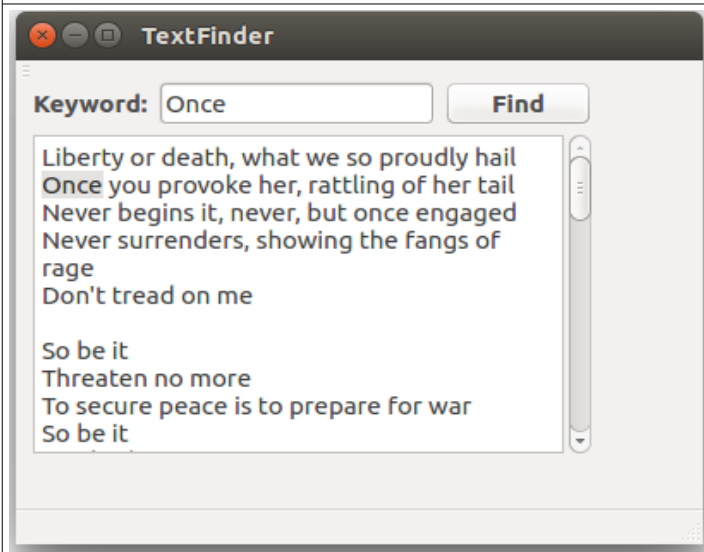 TextFinder
Keyword: Once Find
Liberty or death, what we so proudly hail
Once you provoke her, rattling of her tail
Never begins it, never, but once engaged
Never surrenders, showing the fangs of
rage
Don't tread on me
So be it
Threaten no more
To secure peace is to prepare for war
So be it